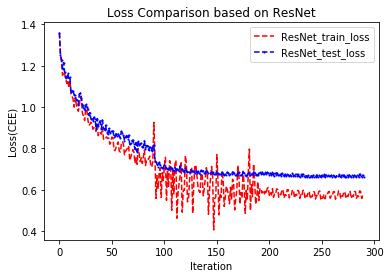 Loss Comparison based on ResNet
ResNet_train_loss
ResNet_test_loss
Loss(CEE)
1.4
1.2
1.0
0.8
0.6
0.4
0
50
100
150
200
250
300
Iteration